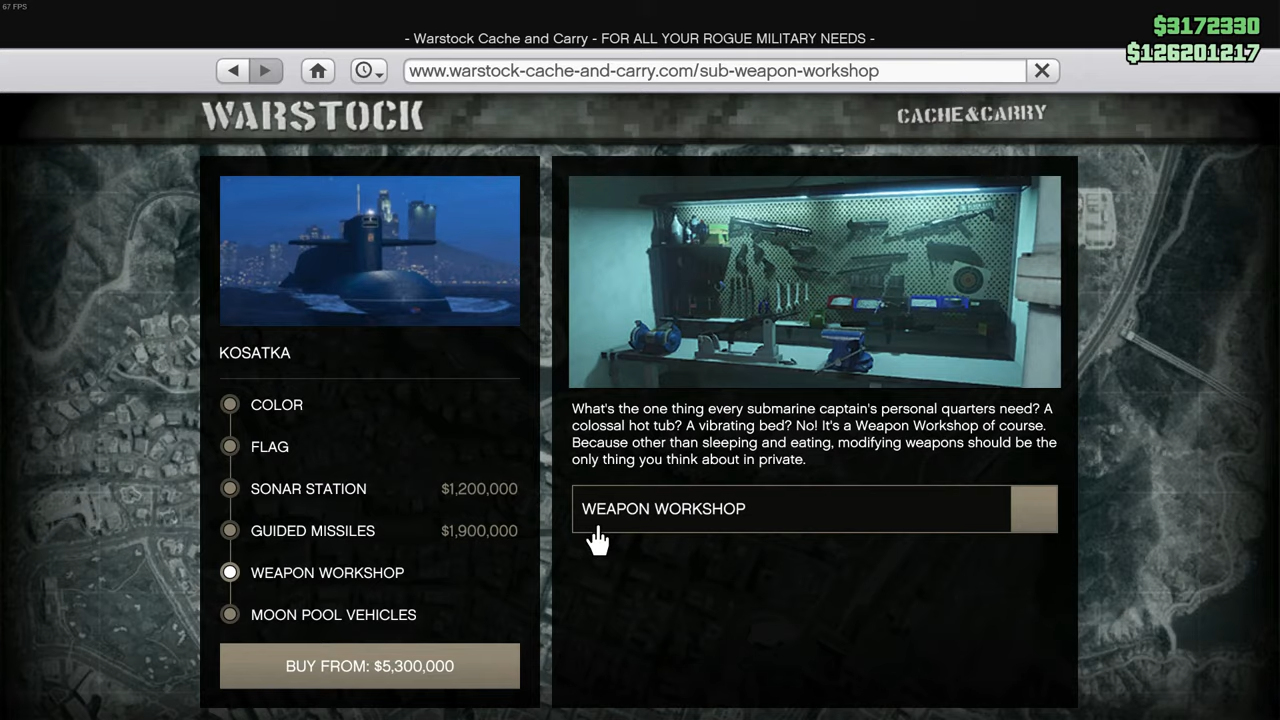 67 FPS
- Warstock Cache and Carry - FOR ALL YOUR ROGUE MILITARY NEEDS -
$3172330
$126201217
www.warstock-cache-and-carry.com/sub-weapon-workshop
WARSTOCK
CACHE&CARRY
KOSATKA
COLOR
FLAG
SONAR STATION $1,200,000
GUIDED MISSILES $1,900,000
WEAPON WORKSHOP
MOON POOL VEHICLES
BUY FROM: $5,300,000
What's the one thing every submarine captain's personal quarters need? A
colossal hot tub? A vibrating bed? No! It's a Weapon Workshop of course.
Because other than sleeping and eating, modifying weapons should be the
only thing you think about in private.
WEAPON WORKSHOP